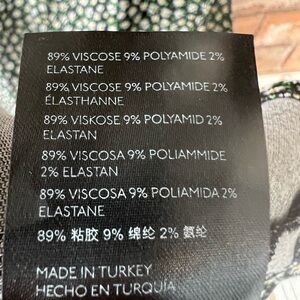 89% VISCOSE 9% POLYAMIDE 2%
ELASTANE
89% VISCOSE 9% POLYAMIDE 2%
ÉLASTHANNE
89% VISKOSE 9% POLYAMID 2%
ELASTAN
89% VISCOSA 9% POLIAMMIDE
2% ELASTAN
89% VISCOSA 9% POLIAMIDA 2%
ELASTANE
89% 粘胶 9% 绵纶 2% 氨纶
MADE IN TURKEY
HECHO EN TURQUÍA